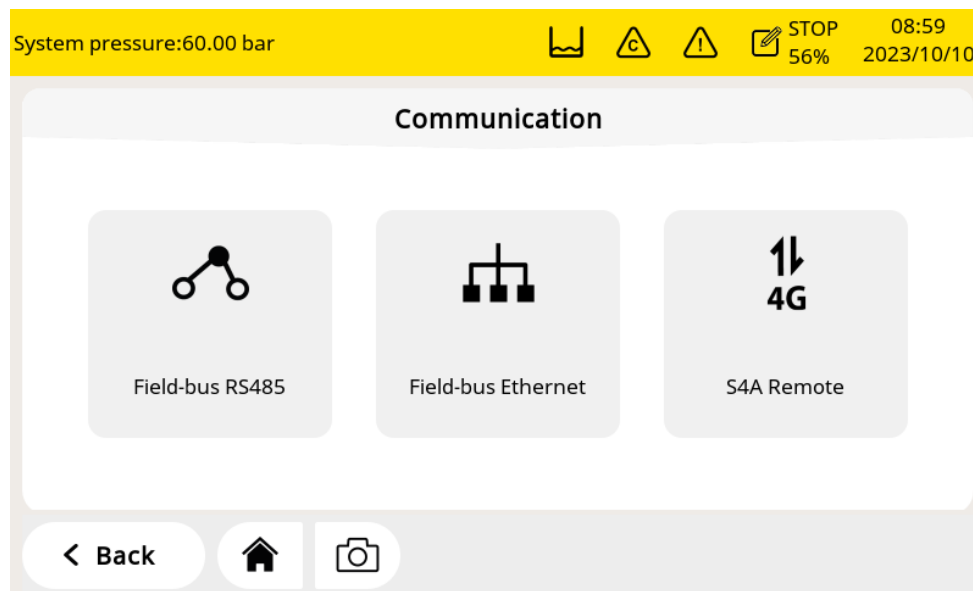 System pressure:60.00 bar
C
!
STOP
56%
08:59
2023/10/10
Communication
4G
Field-bus RS485
Field-bus Ethernet
S4A Remote
Back